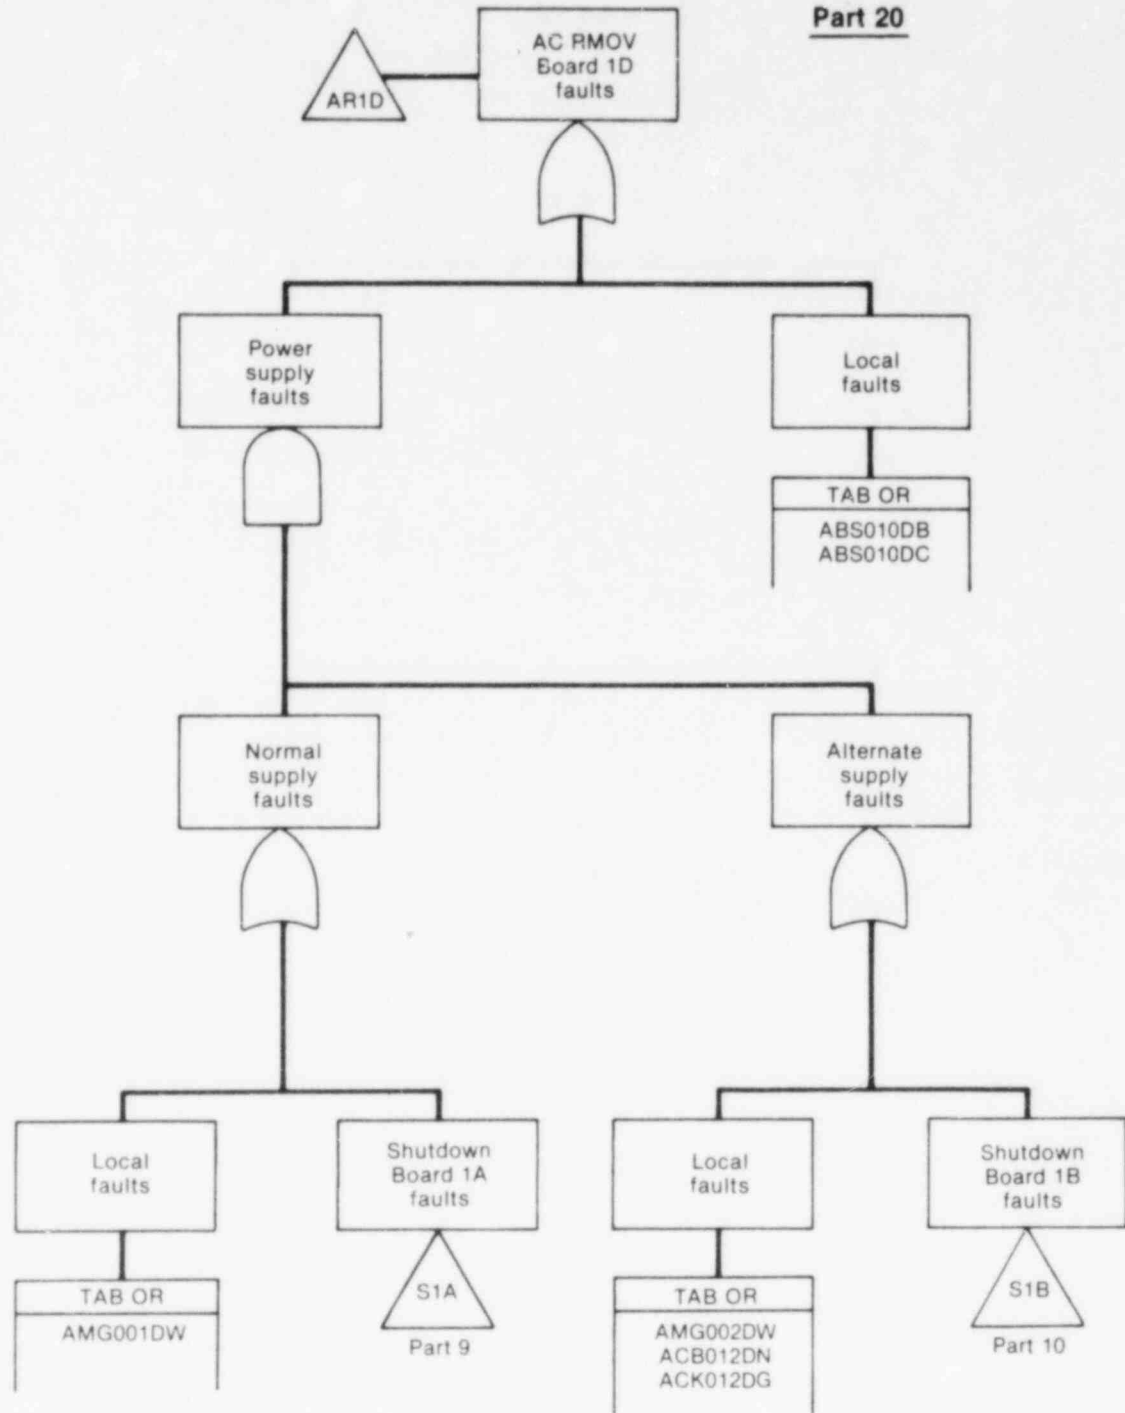 Part 20
AC RMOV
Board 1D
faults
AR1D
Power
supply
faults
Local
faults
TAB OR
ABS010DB
ABS010DC
Normal
supply
faults
Alternate
supply
faults
Local
faults
Shutdown
Board 1A
faults
Local
faults
Shutdown
Board 1B
faults
TAB OR
AMG001DW
S1A
Part 9
TAB OR
AMG002DW
ACB012DN
ACK012DG
S1B
Part 10